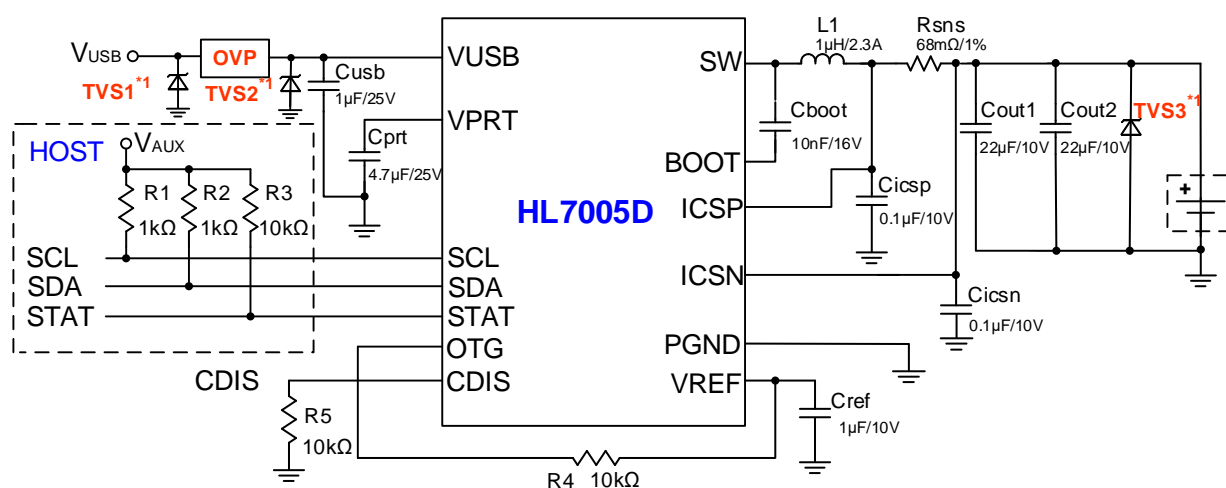 VUSB
OVP
TVS1*1
TVS2*1
Cusb
1µF/25V
Cprt
4.7µF/25V
HOST
VAUX
R1
1kΩ
R2
1kΩ
R3
10kΩ
SCL
SDA
STAT
CDIS
R5
10kΩ
VUSB
VPRT
SCL
SDA
STAT
OTG
CDIS
HL7005D
SW
BOOT
ICSP
ICSN
PGND
VREF
L1
1µH/2.3A
Rsns
68mΩ/1%
Cboot
10nF/16V
Cicsp
0.1µF/10V
Cout1
22µF/10V
Cout2
22µF/10V
TVS3*1
+
Cicsn
0.1µF/10V
Cref
1µF/10V
R4
10kΩ